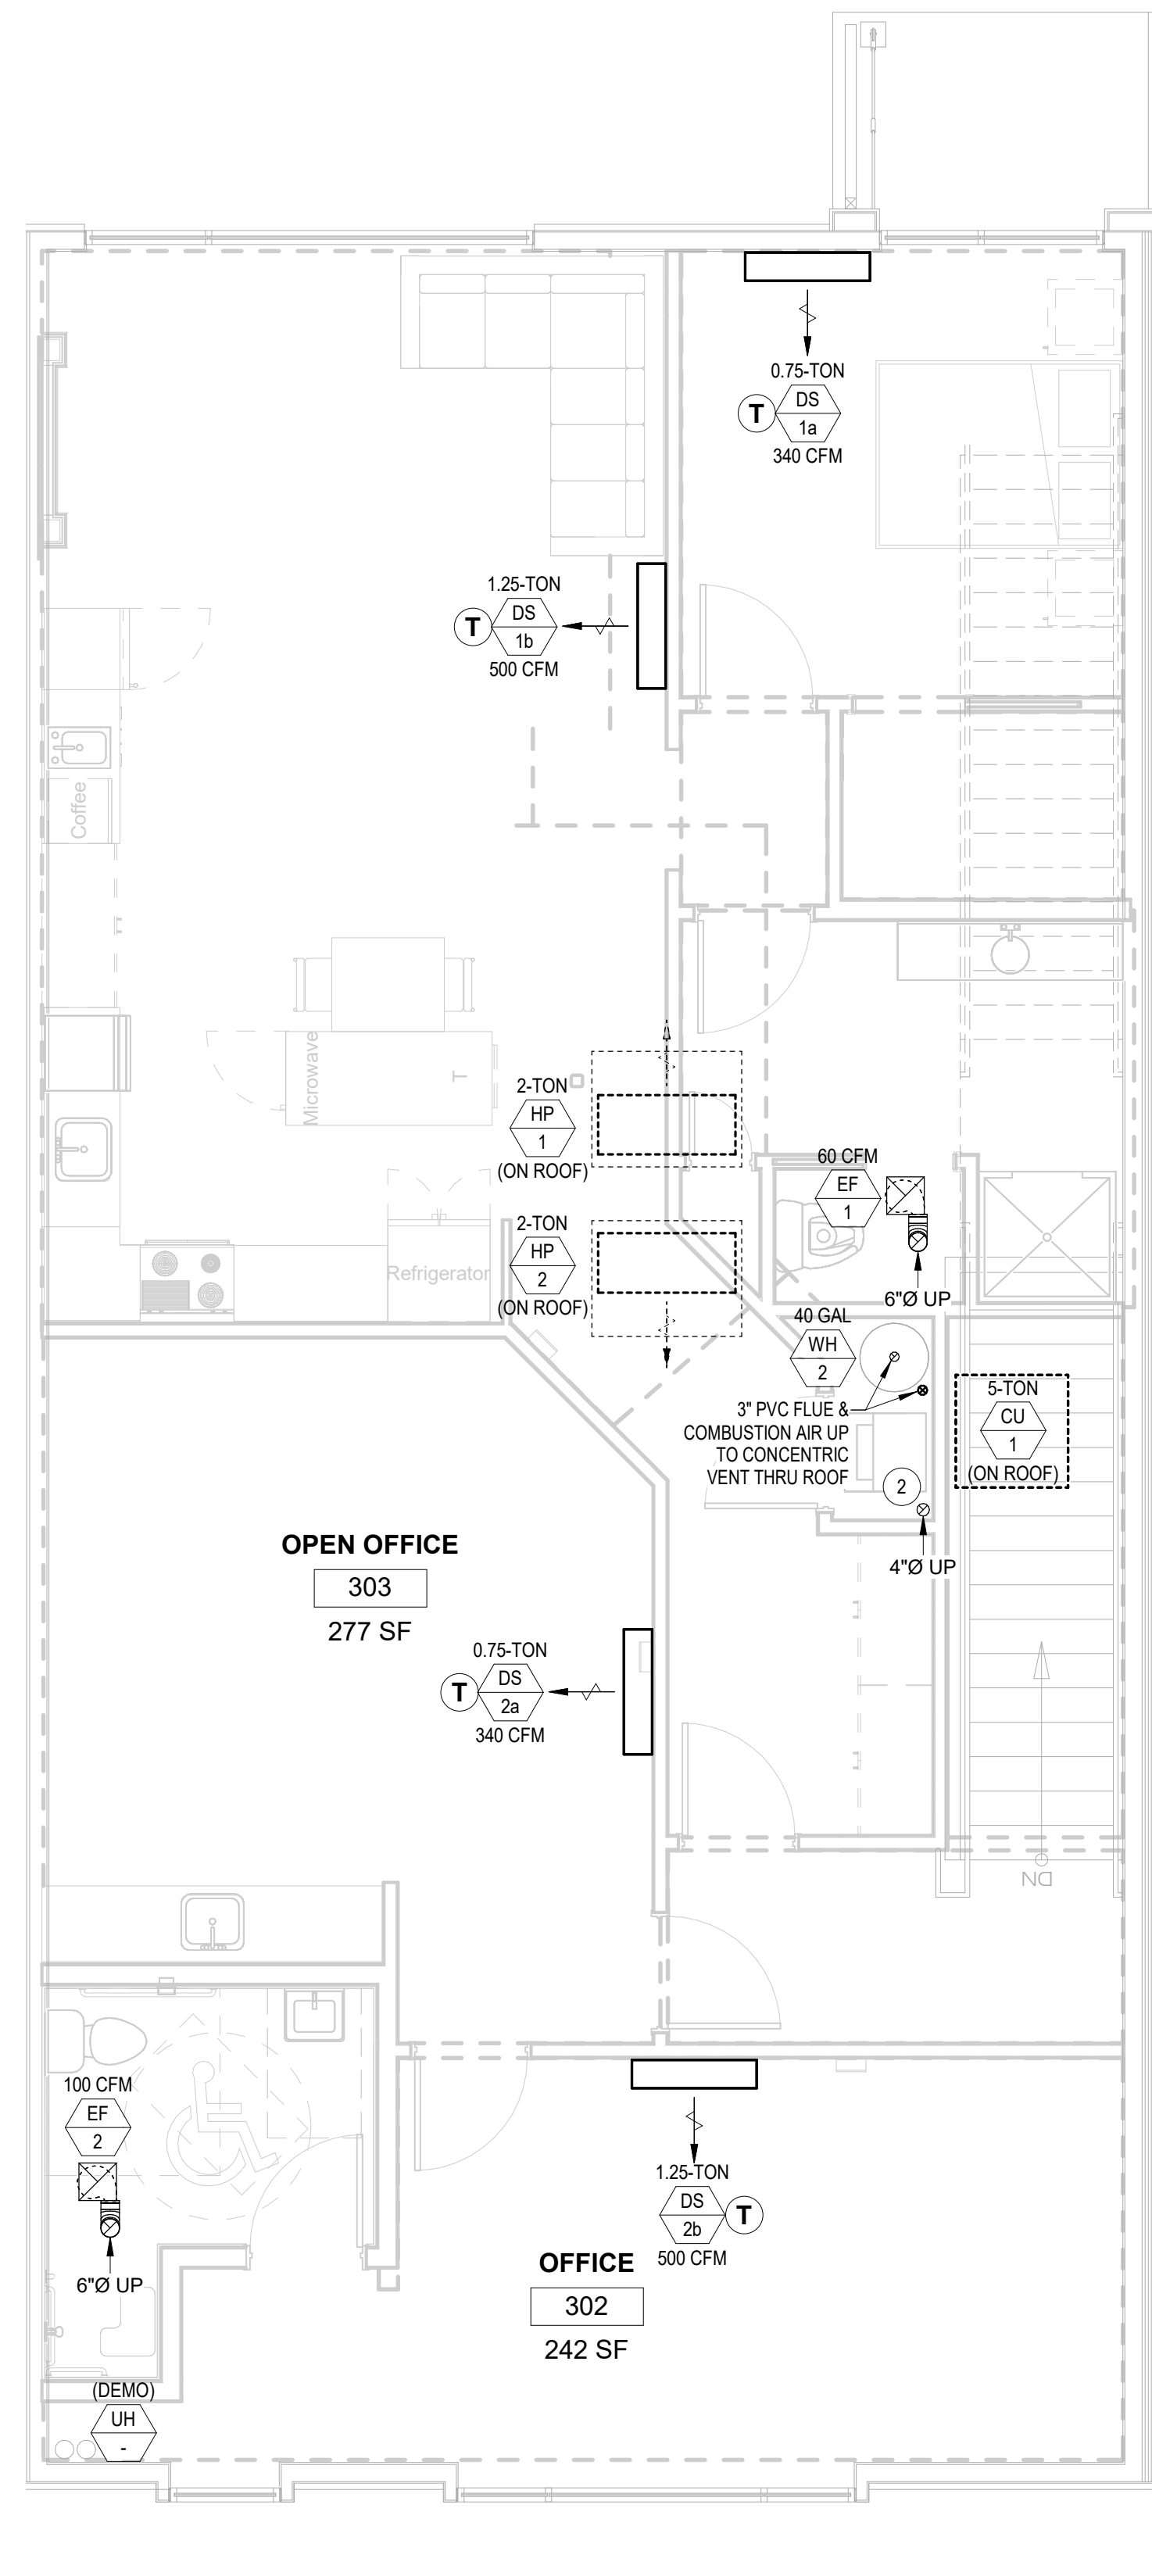 0.75-TON
DS
T
1a
340 CFM
1.25-TON
DS
T
1b
500 CFM
Coffee
Microwave
T
2-TON
HP
1
(ON ROOF)
60 CFM
EF
1
6"Ø UP
2-TON
HP
2
(ON ROOF)
Refrigerator
40 GAL
WH
2
3" PVC FLUE &
COMBUSTION AIR UP
TO CONCENTRIC
VENT THRU ROOF
2
4"Ø UP
5-TON
CU
1
(ON ROOF)
OPEN OFFICE
303
277 SF
0.75-TON
DS
T
2a
340 CFM
DN
100 CFM
EF
2
6"Ø UP
1.25-TON
DS
T
2b
500 CFM
OFFICE
302
242 SF
(DEMO)
UH
-